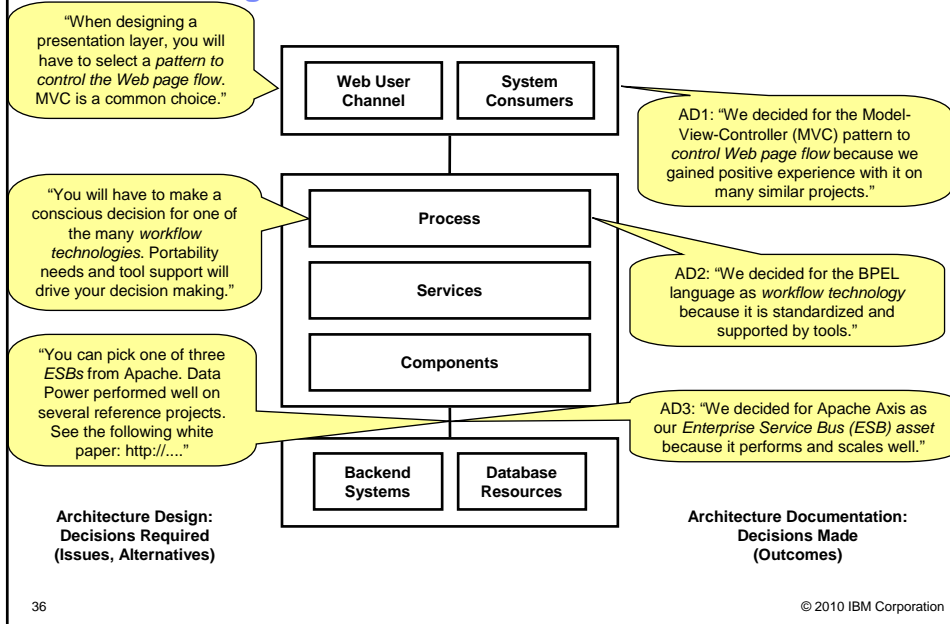 “When designing a
presentation layer, you will
have to select a pattern to
control the Web page flow.
MVC is a common choice.”
Web User
Channel
System
Consumers
AD1: “We decided for the Model-
View-Controller (MVC) pattern to
control Web page flow because we
gained positive experience with it on
many similar projects.”
“You will have to make a
conscious decision for one of
the many workflow
technologies. Portability
needs and tool support will
drive your decision making.”
Process
Services
Components
AD2: “We decided for the BPEL
language as workflow technology
because it is standardized and
supported by tools.”
“You can pick one of three
ESBs from Apache. Data
Power performed well on
several reference projects.
See the following white
paper: http://....”
AD3: “We decided for Apache Axis as
our Enterprise Service Bus (ESB) asset
because it performs and scales well.”
Backend
Systems
Database
Resources
Architecture Design:
Decisions Required
(Issues, Alternatives)
Architecture Documentation:
Decisions Made
(Outcomes)
36
© 2010 IBM Corporation